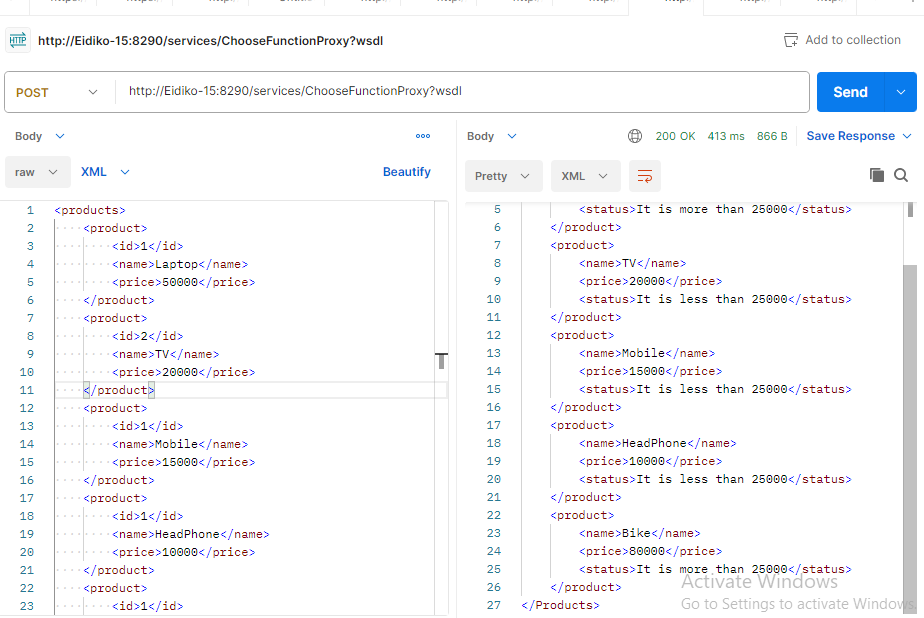 HTTP http://Eidiko-15:8290/services/ChooseFunctionProxy?wsdl
Add to collection
POST
http://Eidiko-15:8290/services/ChooseFunctionProxy?wsdl
Send
Body
raw
XML
Beautify
1 <products>
2 <product>
3 <id>1</id>
4 <name>Laptop</name>
5 <price>50000</price>
6 </product>
7 <product>
8 <id>2</id>
9 <name>TV</name>
10 <price>20000</price>
11 </product>
12 <product>
13 <id>1</id>
14 <name>Mobile</name>
15 <price>15000</price>
16 </product>
17 <product>
18 <id>1</id>
19 <name>HeadPhone</name>
20 <price>10000</price>
21 </product>
22 <product>
23 <id>1</id>
Body
200 OK 413 ms 866 B
Save Response
Pretty
XML
5 <status>It is more than 25000</status>
6 </product>
7 <product>
8 <name>TV</name>
9 <price>20000</price>
10 <status>It is less than 25000</status>
11 </product>
12 <product>
13 <name>Mobile</name>
14 <price>15000</price>
15 <status>It is less than 25000</status>
16 </product>
17 <product>
18 <name>HeadPhone</name>
19 <price>10000</price>
20 <status>It is less than 25000</status>
21 </product>
22 <product>
23 <name>Bike</name>
24 <price>80000</price>
25 <status>It is more than 25000</status>
26 </product>
27 </Products>
Activate Windows
Go to Settings to activate Windows.